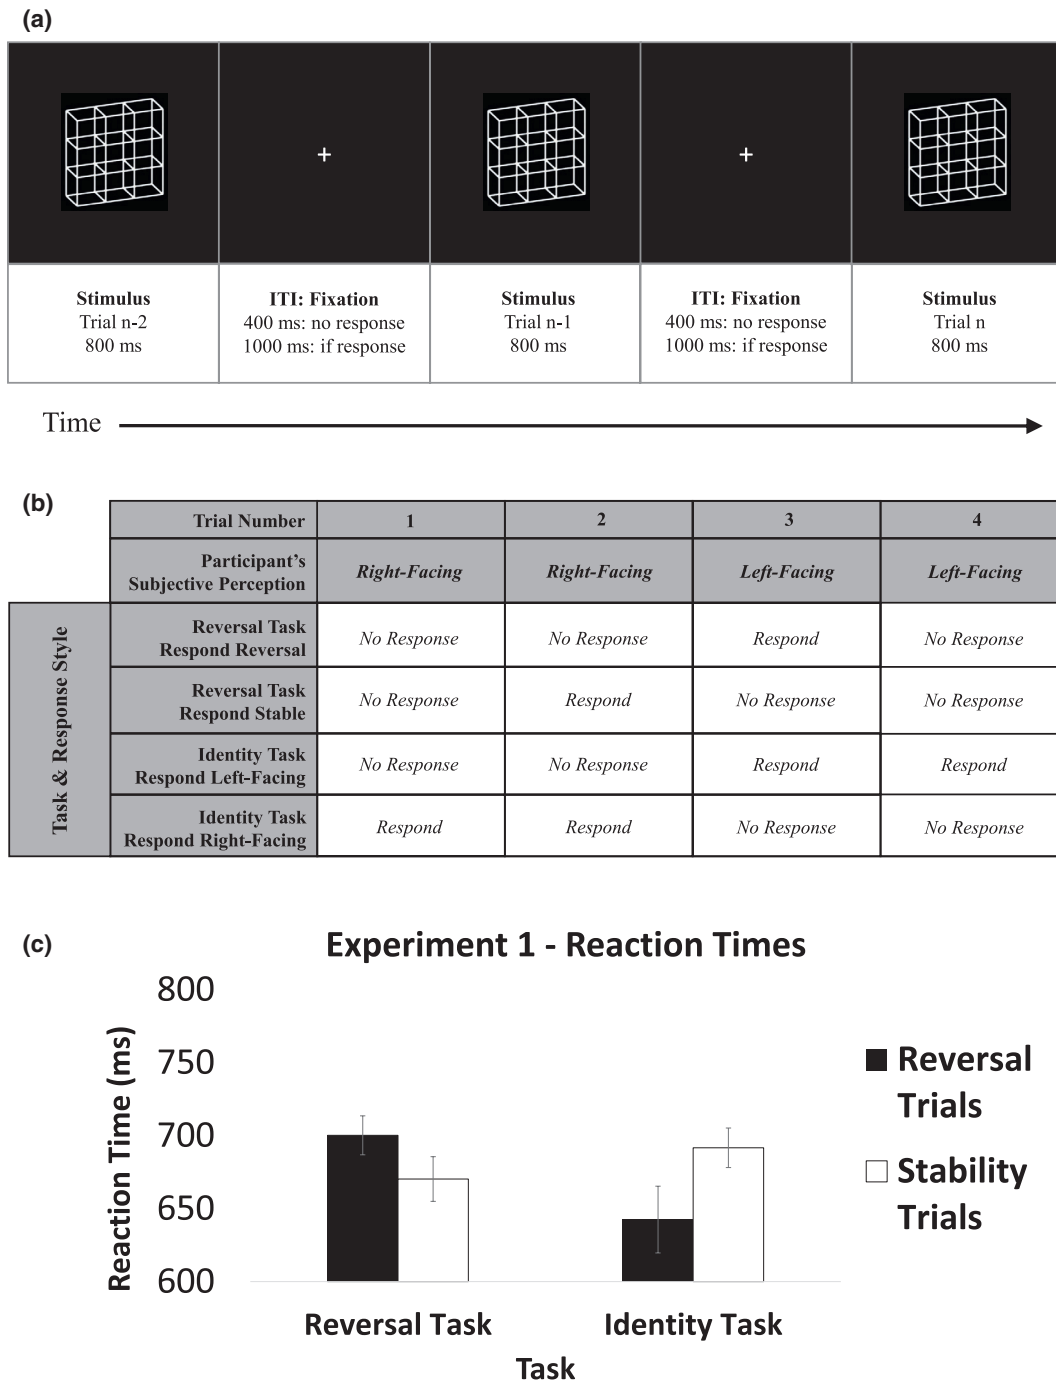 (a)
Stimulus
Trial n-2
800 ms
ITI: Fixation
400 ms: no response
1000 ms: if response
Stimulus
Trial n-1
800 ms
ITI: Fixation
400 ms: no response
1000 ms: if response
Stimulus
Trial n
800 ms
Time
(b)
Trial Number
1
2
3
4
Participant's
Subjective Perception
Right-Facing
Right-Facing
Left-Facing
Left-Facing
Task & Response Style
Reversal Task
Respond Reversal
No Response
No Response
Respond
No Response
Reversal Task
Respond Stable
No Response
Respond
No Response
No Response
Identity Task
Respond Left-Facing
No Response
No Response
Respond
Respond
Identity Task
Respond Right-Facing
Respond
Respond
No Response
No Response
(c)
Experiment 1 - Reaction Times
Reaction Time (ms)
800
750
700
650
600
Reversal Task
Identity Task
Task
Reversal
Trials
Stability
Trials